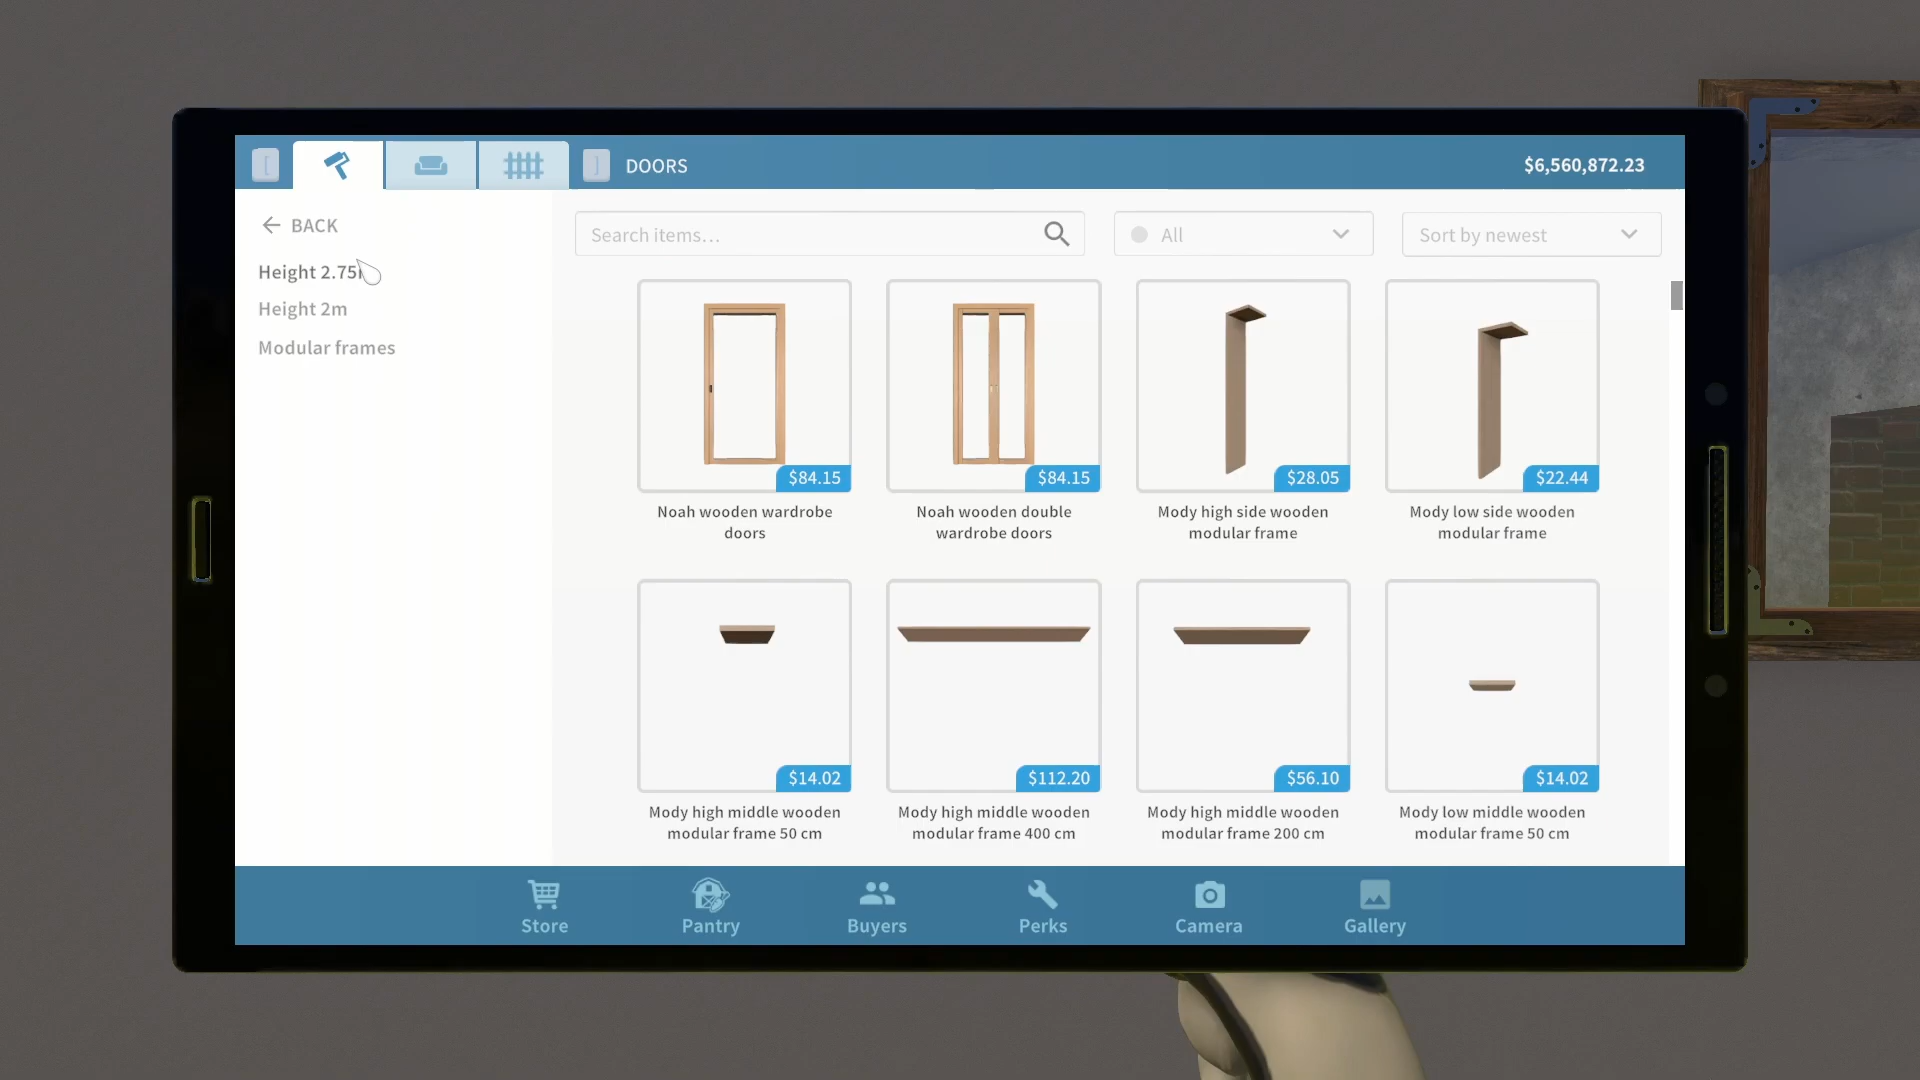 [
]
DOORS
$6,560,872.23
BACK
Height 2.75
Height 2m
Modular frames
Search items...
All
Sort by newest
$84.15
$84.15
$28.05
$22.44
Noah wooden wardrobe
doors
Noah wooden double
wardrobe doors
Mody high side wooden
modular frame
Mody low side wooden
modular frame
$14.02
$112.20
$56.10
$14.02
Mody high middle wooden
modular frame 50 cm
Mody high middle wooden
modular frame 400 cm
Mody high middle wooden
modular frame 200 cm
Mody low middle wooden
modular frame 50 cm
Store
Pantry
Buyers
Perks
Camera
Gallery